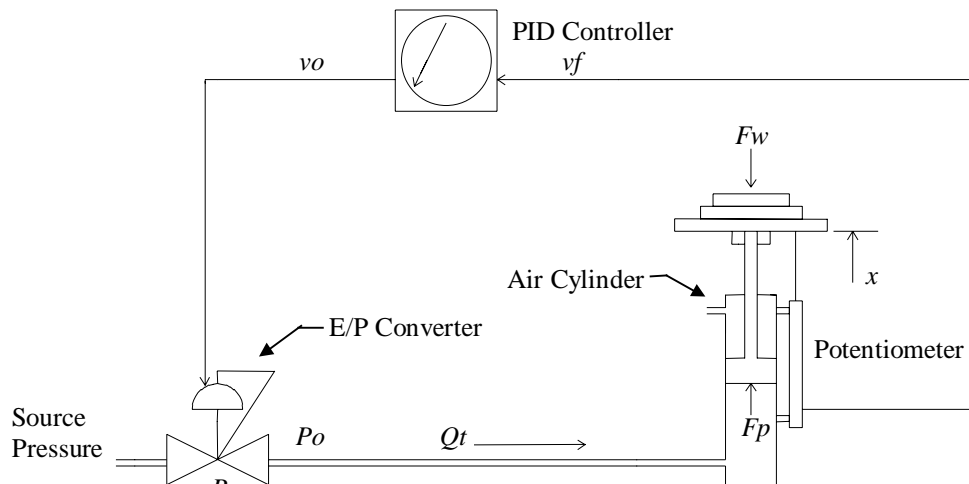 PID Controller
vo
vf
Fw
Air Cylinder
x
E/P Converter
Potentiometer
Source
Pressure
Po
Qt
Fp